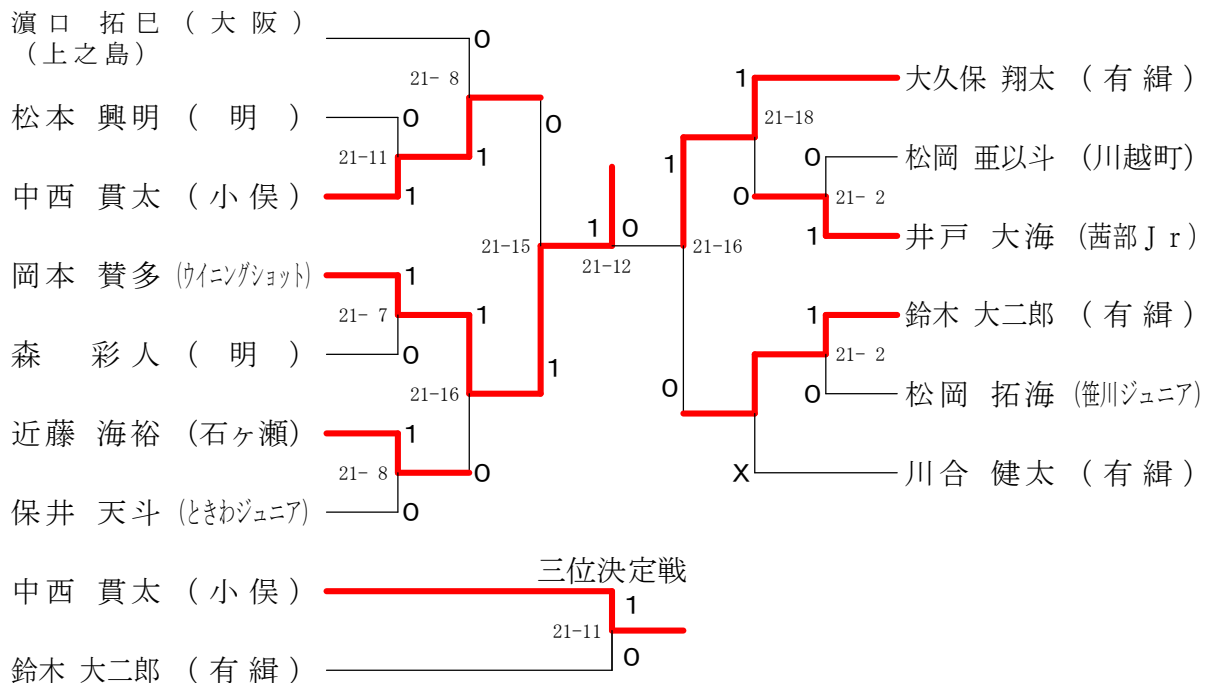 濵口 拓巳 (大 阪)
(上之島)
松本 興明 ( 明 )
中西 貫太 (小 俣)
岡本 賛多 (ウイニングショット)
森 彩人 ( 明 )
近藤 海裕 (石ヶ瀬)
保井 天斗 (ときわジュニア)
0
21- 8
0
21-11
1
1
0
1
21- 7
0
1
21-16
1
21- 8
0
0
21-15
1
1
0
21-12
1
21-16
0
1
21-18
0
0
21- 2
1
1
21- 2
0
X
大久保 翔太 (有 緝)
松岡 亜以斗 (川越町)
井戸 大海 (茜部Jr)
鈴木 大二郎 (有 緝)
松岡 拓海 (笹川ジュニア)
川合 健太 (有 緝)
三位決定戦
中西 貫太 (小 俣)
1
21-11
0
鈴木 大二郎 (有 緝)